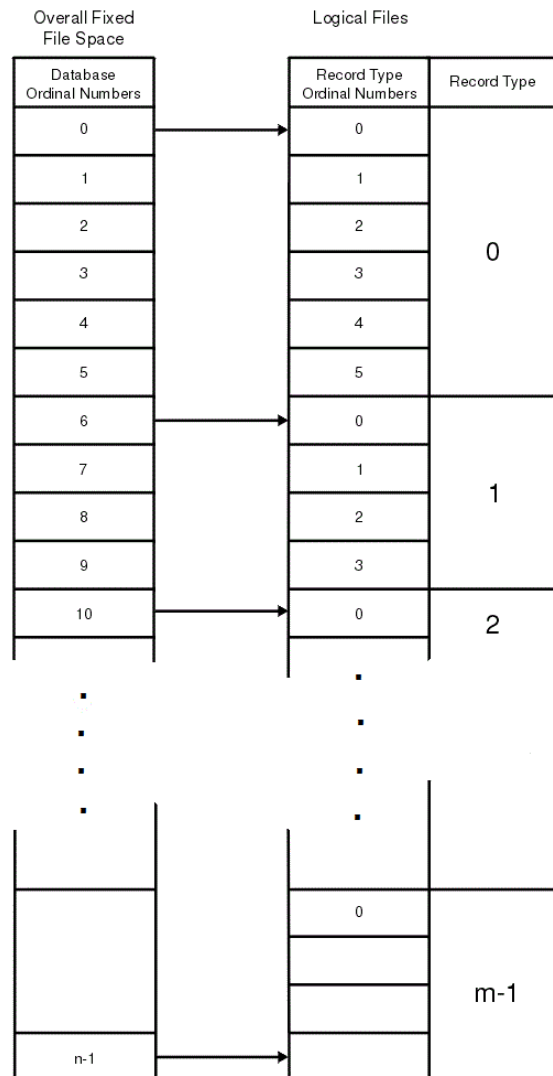 Overall Fixed
File Space
Logical Files
Database
Ordinal Numbers
Record Type
Ordinal Numbers
Record Type
0
0
1
1
2
2
3
3
4
4
5
5
0
6
0
7
1
8
2
9
3
1
10
0
2
0
m-1
n-1